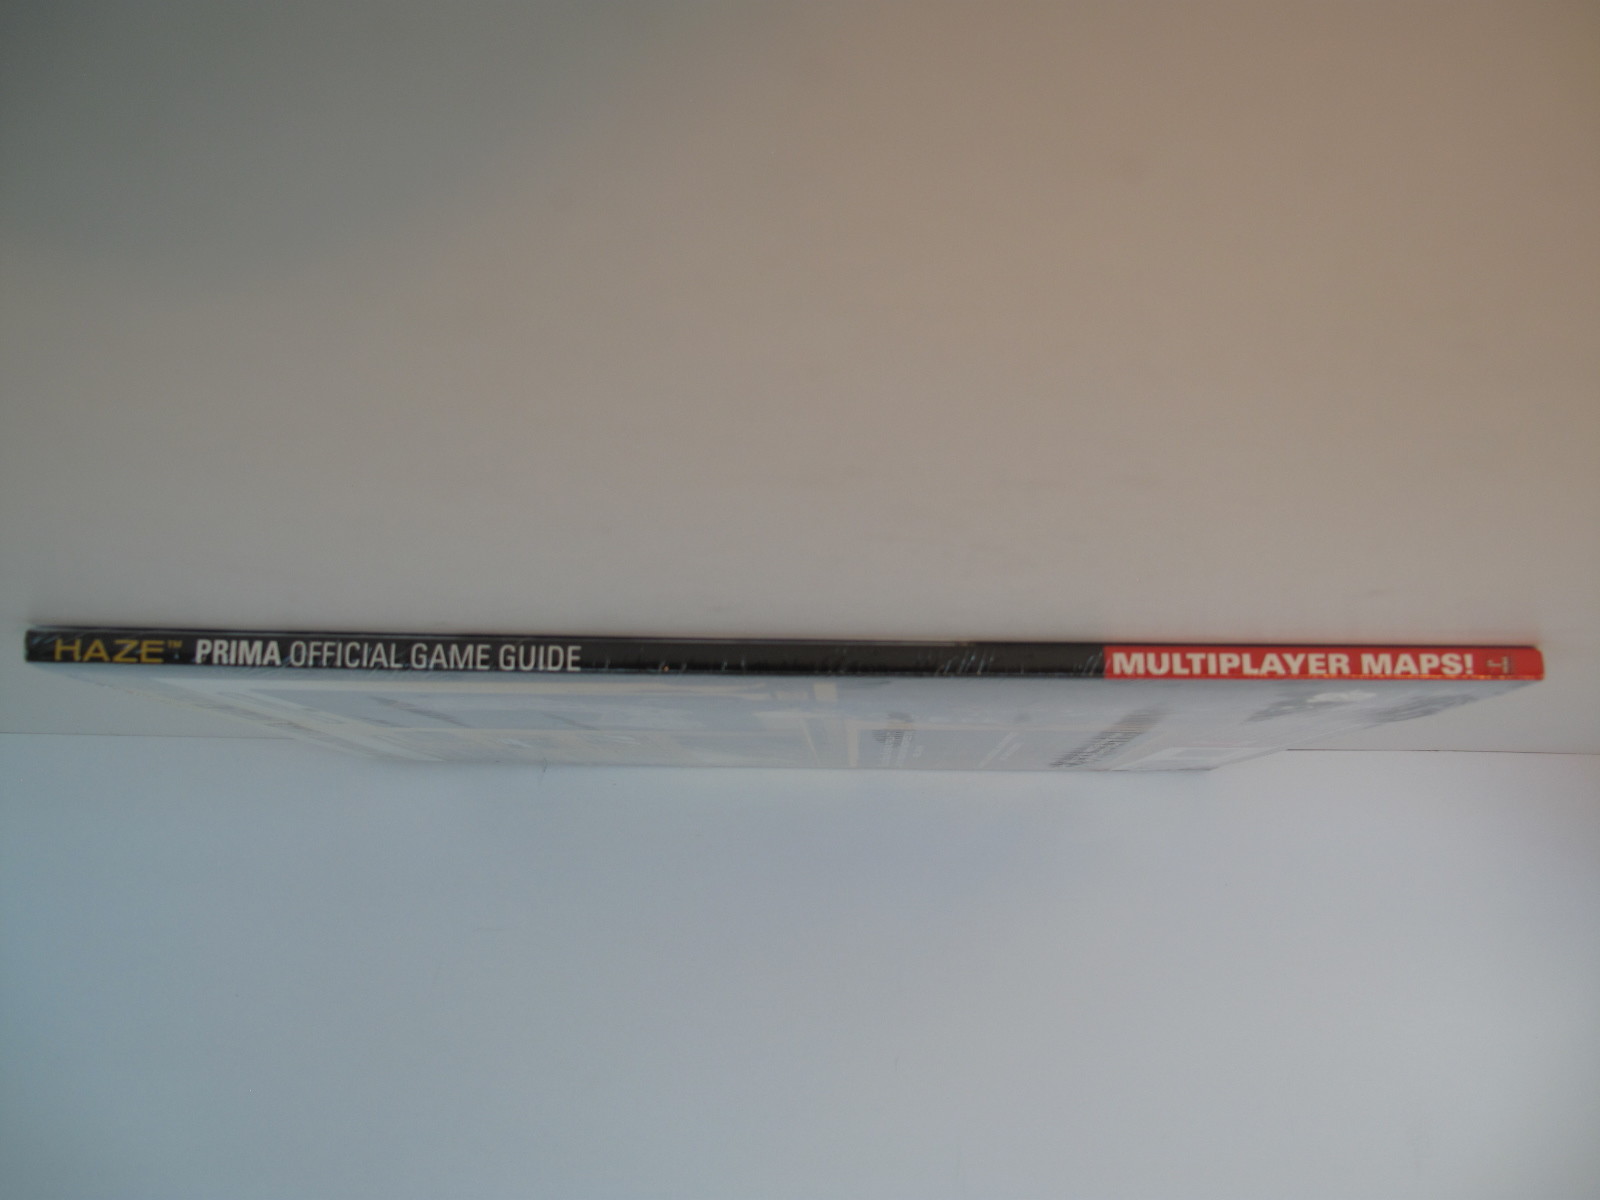 HAZE™ PRIMA OFFICIAL GAME GUIDE MULTIPLAYER MAPS!